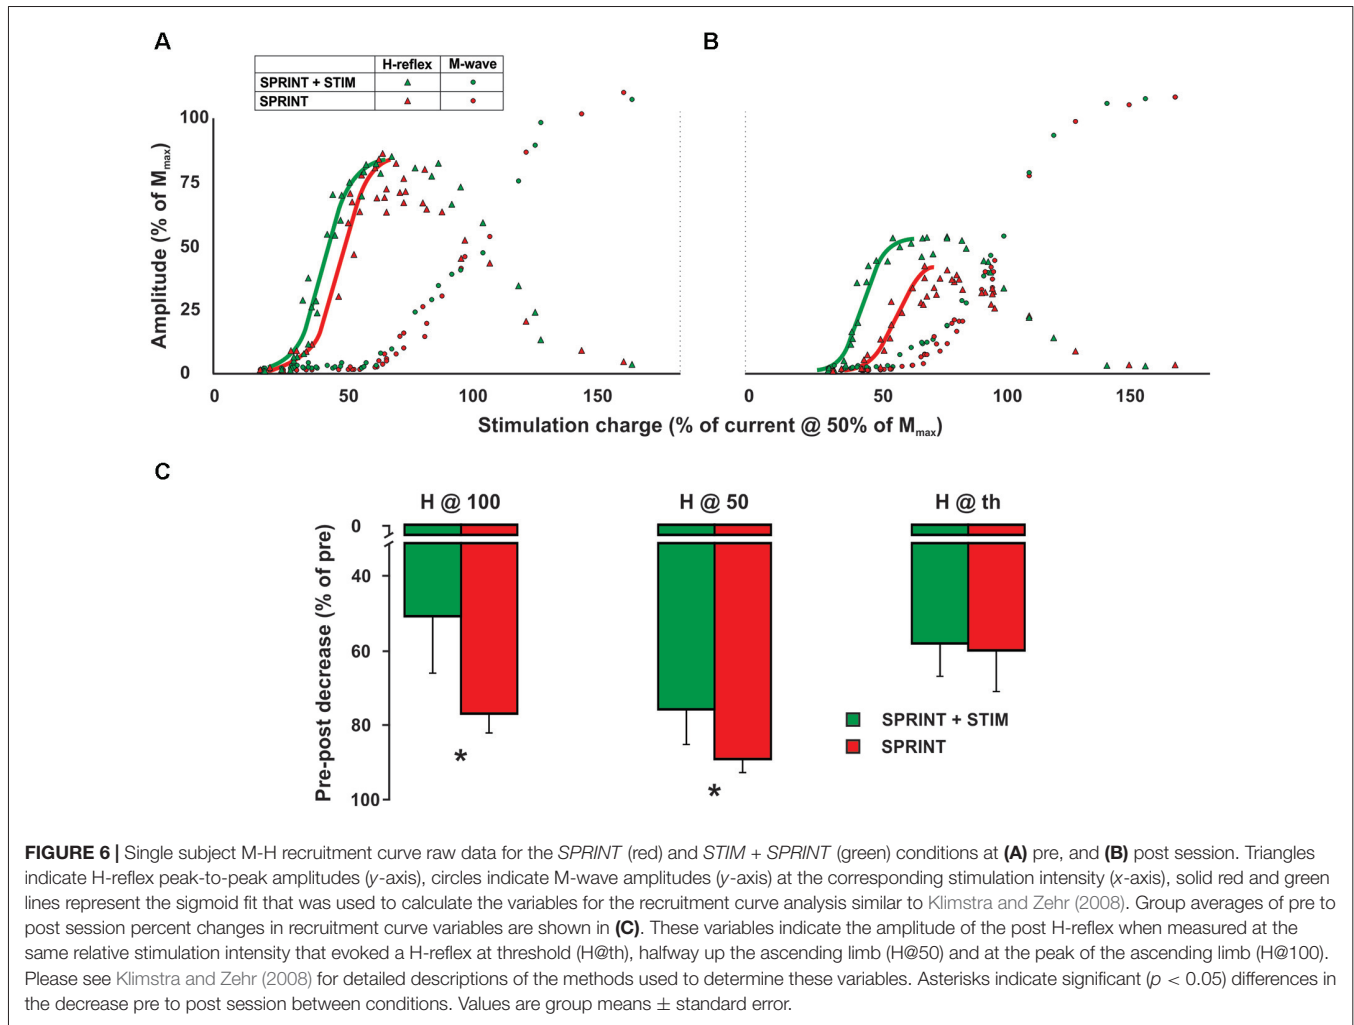 A
B
H-reflex M-wave
SPRINT + STIM
SPRINT
100
75
50
25
0
Amplitude (% of Mmax)
0 50 100 150
0 50 100 150
Stimulation charge (% of current @ 50% of Mmax)
C
H @ 100
H @ 50
H @ th
0
40
60
80
100
Pre-post decrease (% of pre)
*
*
SPRINT + STIM
SPRINT
FIGURE 6 | Single subject M-H recruitment curve raw data for the SPRINT (red) and STIM + SPRINT (green) conditions at (A) pre, and (B) post session. Triangles
indicate H-reflex peak-to-peak amplitudes (y-axis), circles indicate M-wave amplitudes (y-axis) at the corresponding stimulation intensity (x-axis), solid red and green
lines represent the sigmoid fit that was used to calculate the variables for the recruitment curve analysis similar to Klimstra and Zehr (2008). Group averages of pre to
post session percent changes in recruitment curve variables are shown in (C). These variables indicate the amplitude of the post H-reflex when measured at the
same relative stimulation intensity that evoked a H-reflex at threshold (H@th), halfway up the ascending limb (H@50) and at the peak of the ascending limb (H@100).
Please see Klimstra and Zehr (2008) for detailed descriptions of the methods used to determine these variables. Asterisks indicate significant (p < 0.05) differences in
the decrease pre to post session between conditions. Values are group means ± standard error.